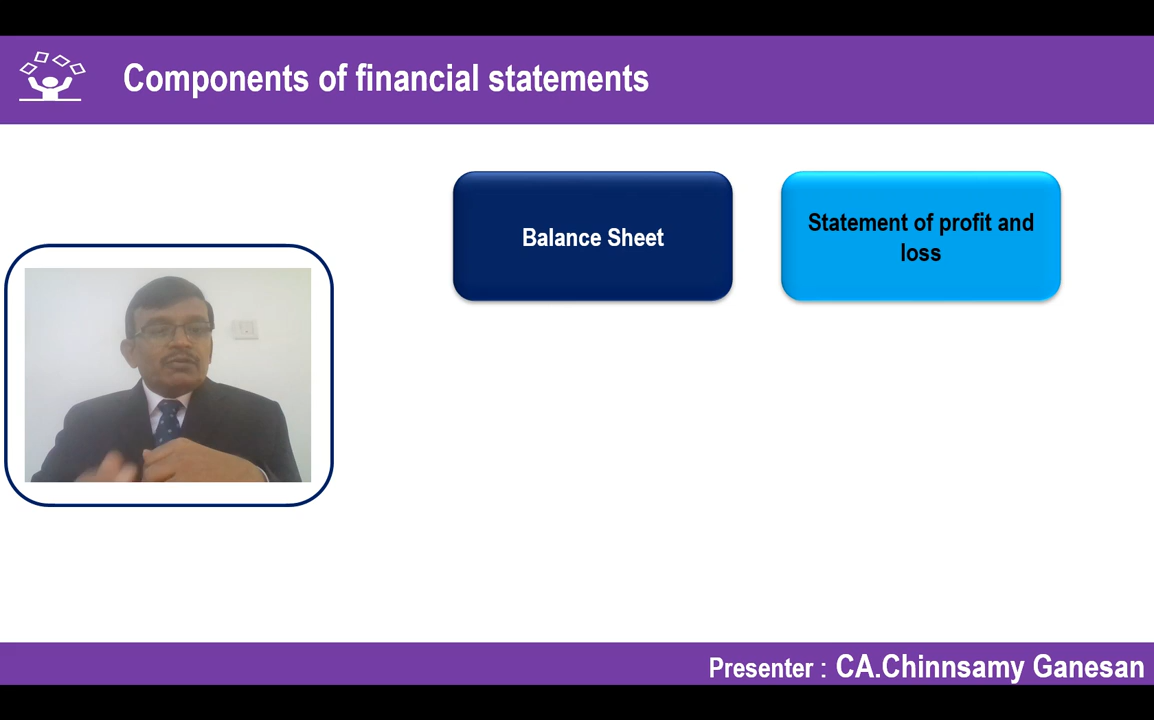 Components of financial statements
Balance Sheet
Statement of profit and
loss
Presenter : CA.Chinnsamy Ganesan